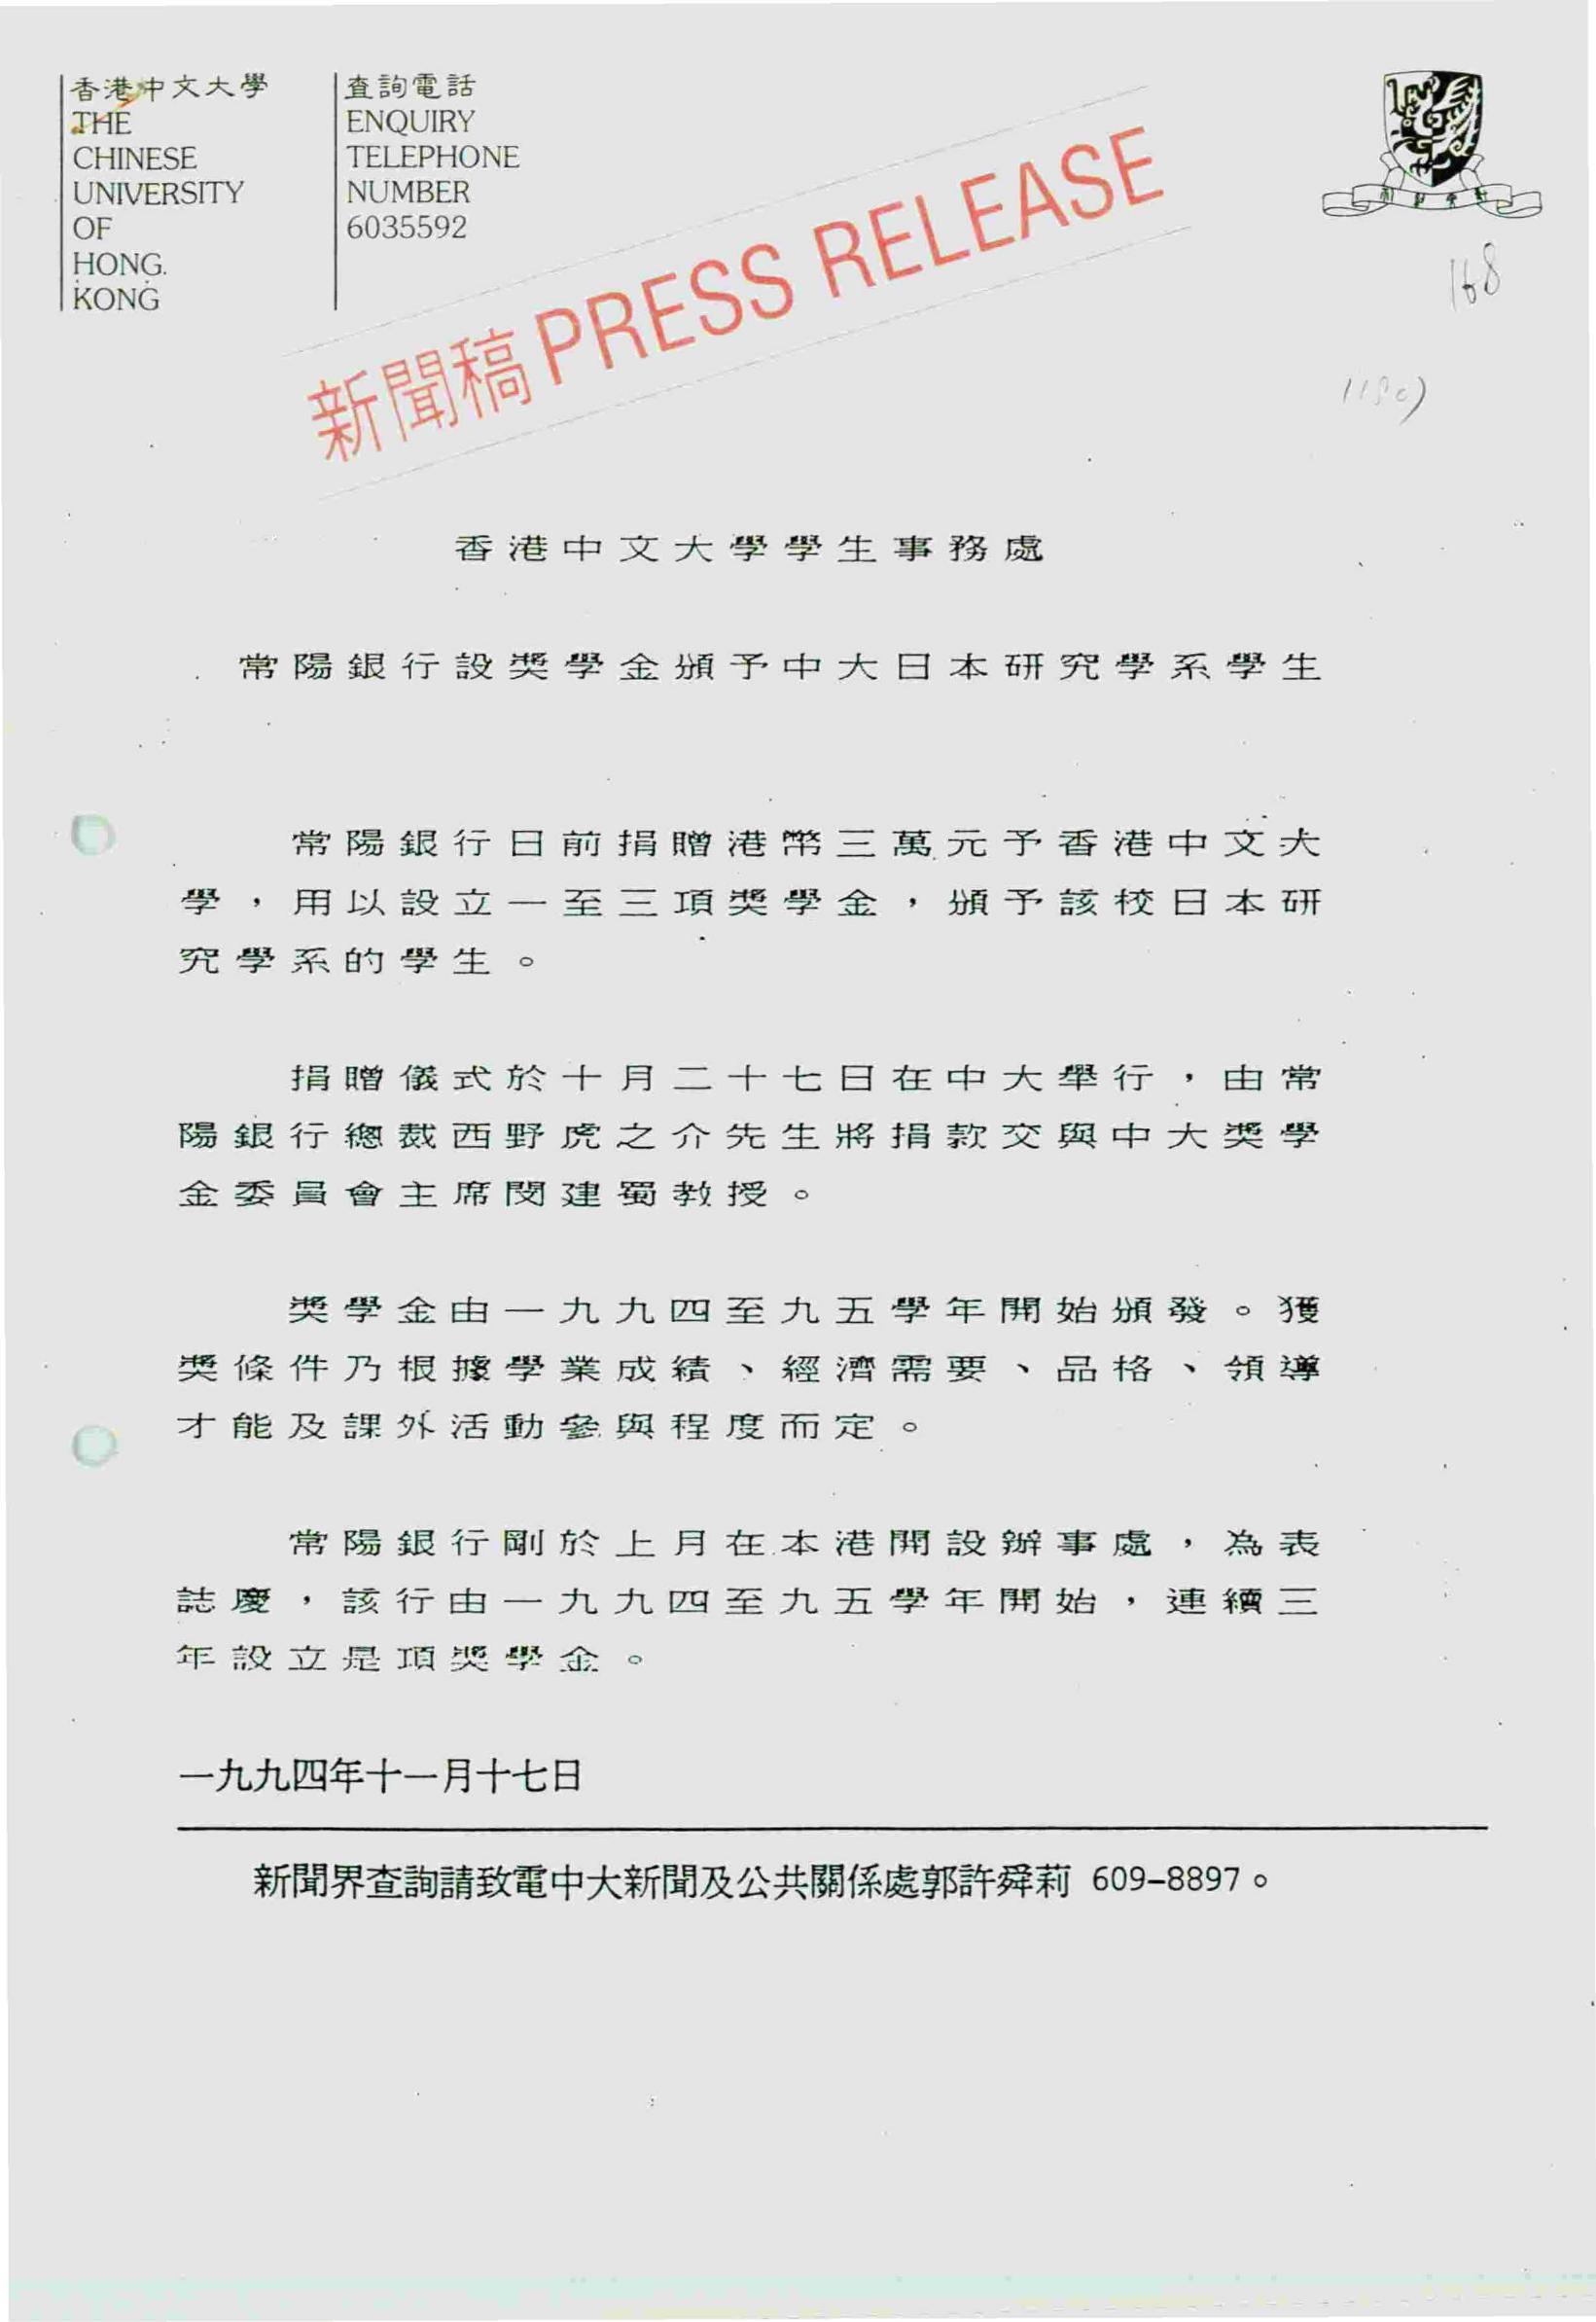 香港中文大學
THE
CHINESE
UNIVERSITY
OF
HONG
KONG
查詢電話
ENQUIRY
TELEPHONE
NUMBER
6035592
新聞稿 PRESS RELEASE
168
香港中文大學學生事務處
常陽銀行設獎學金頒予中大日本研究學系學生
常陽銀行日前捐贈港幣三萬元予香港中文大
學，用以設立一至三項獎學金，頒予該校日本研
究學系的學生。
捐贈儀式於十月二十七日在中大舉行，由常
陽銀行總裁西野虎之介先生將捐款交與中大獎學
金委員會主席閔建蜀教授。
獎學金由一九九四至九五學年開始頒發。獲
獎條件乃根據學業成績、經濟需要、品格、領導
才能及課外活動參與程度而定。
常陽銀行剛於上月在本港開設辦事處，為表
誌慶，該行由一九九四至九五學年開始，連續三
年設立是項獎學金。
一九九四年十一月十七日
新聞界查詢請致電中大新聞及公共關係處郭許舜莉 609-8897。